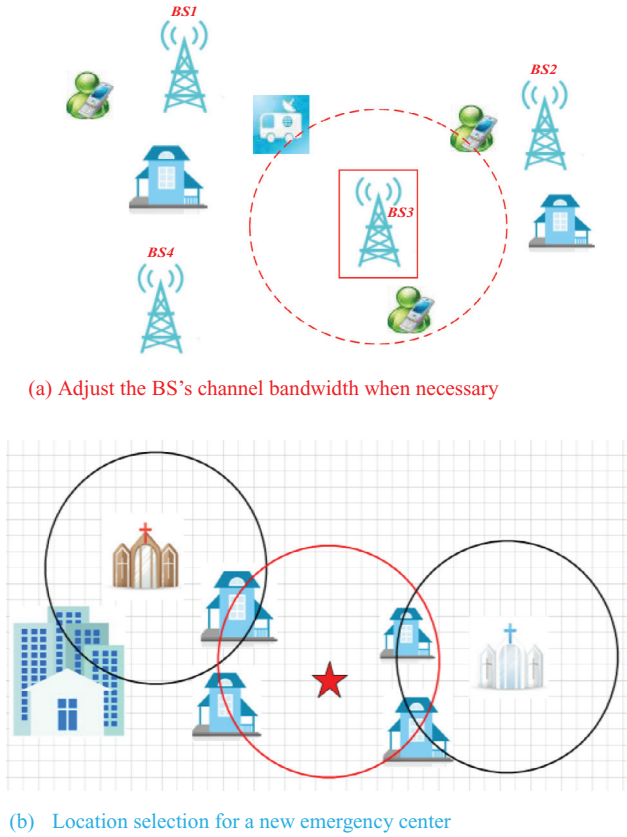 BS1
BS2
BS3
BS4
(a) Adjust the BS's channel bandwidth when necessary
(b) Location selection for a new emergency center